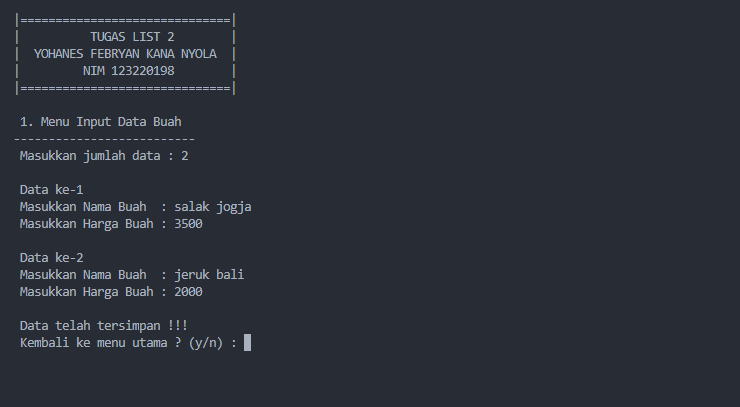 |==============================|
|          TUGAS LIST 2        |
|  YOHANES FEBRYAN KANA NYOLA  |
|         NIM 123220198        |
|==============================|
1. Menu Input Data Buah
--------------------------
Masukkan jumlah data : 2
Data ke-1
Masukkan Nama Buah  : salak jogja
Masukkan Harga Buah : 3500
Data ke-2
Masukkan Nama Buah  : jeruk bali
Masukkan Harga Buah : 2000
Data telah tersimpan !!!
Kembali ke menu utama ? (y/n) :